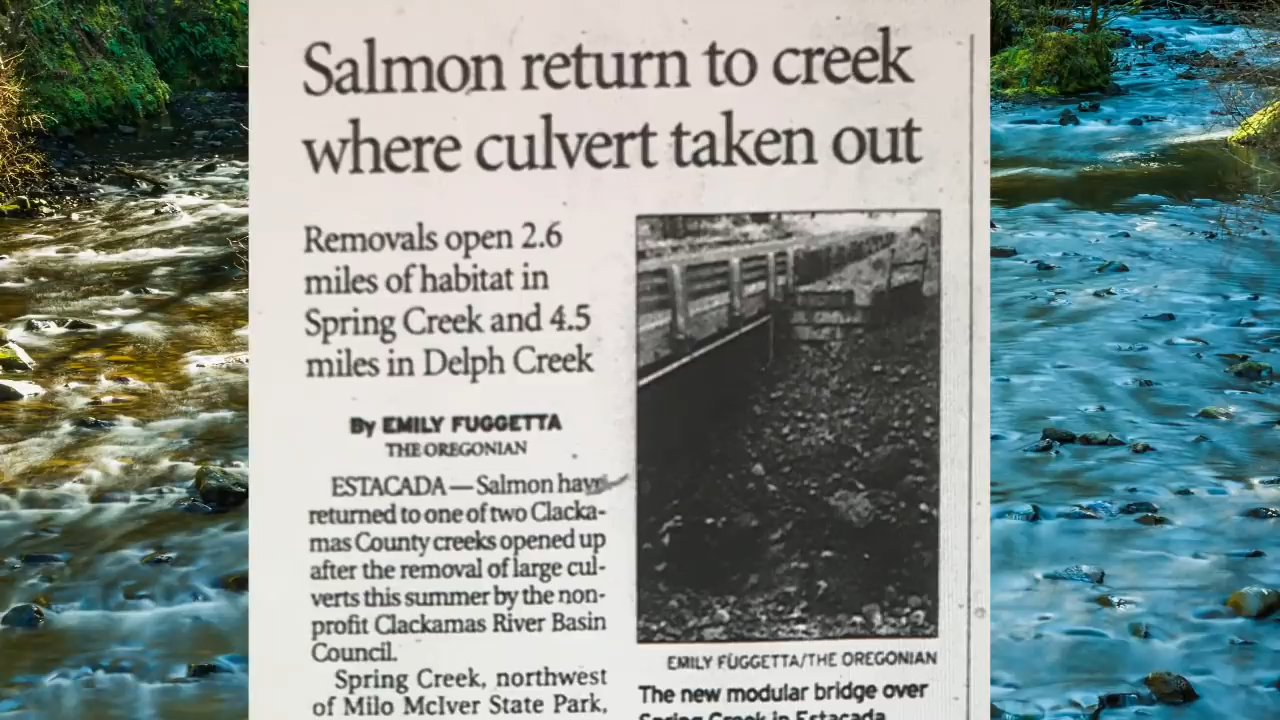 Salmon return to creek
where culvert taken out
Removals open 2.6
miles of habitat in
Spring Creek and 4.5
miles in Delph Creek
By EMILY FUGGETTA
THE OREGONIAN
ESTACADA — Salmon have
returned to one of two Clacka-
mas County creeks opened up
after the removal of large cul-
verts this summer by the non-
profit Clackamas River Basin
Council.
Spring Creek, northwest
of Milo McIver State Park,
EMILY FUGGETTA/THE OREGONIAN
The new modular bridge over
Spring Creek in Estacada